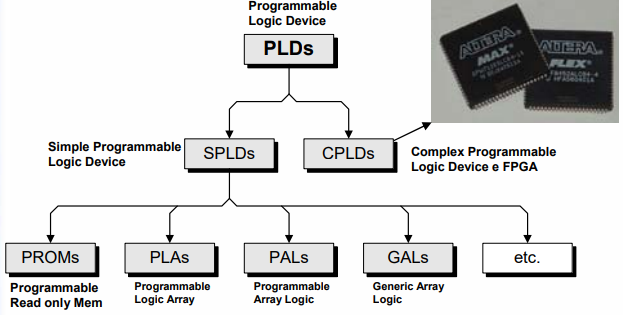 Programmable
Logic Device
PLDs
ALTERA
MAX
ALTERA
FLEX
Simple Programmable
Logic Device
SPLDs
CPLDs
Complex Programmable
Logic Device e FPGA
PROMs
PLAs
PALs
GALs
etc.
Programmable
Read only Mem
Programmable
Logic Array
Programmable
Array Logic
Generic Array
Logic